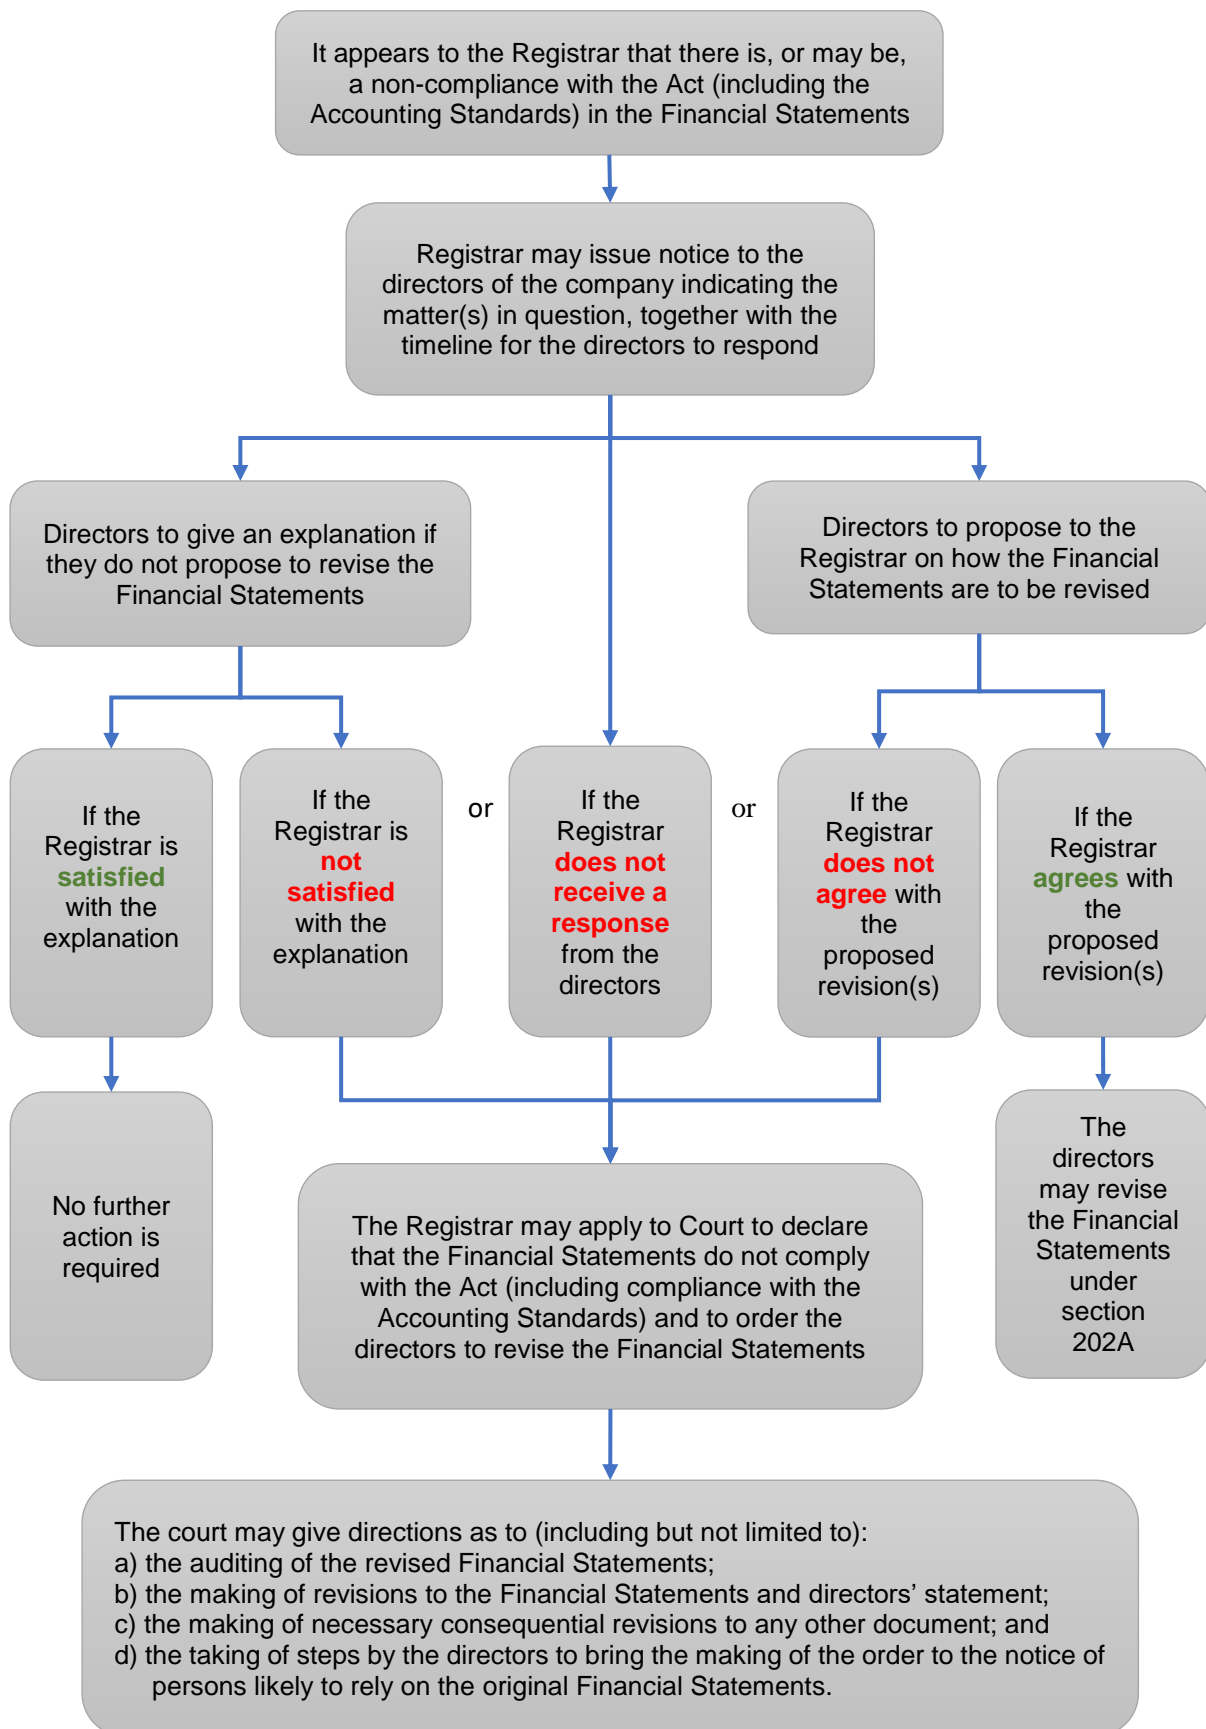 It appears to the Registrar that there is, or may be,
a non-compliance with the Act (including the
Accounting Standards) in the Financial Statements
Registrar may issue notice to the
directors of the company indicating the
matter(s) in question, together with the
timeline for the directors to respond
Directors to give an explanation if
they do not propose to revise the
Financial Statements
Directors to propose to the
Registrar on how the Financial
Statements are to be revised
If the
Registrar is
satisfied
with the
explanation
If the
Registrar is
not
satisfied
with the
explanation
or
If the
Registrar
does not
receive a
response
from the
directors
or
If the
Registrar
does not
agree with
the
proposed
revision(s)
If the
Registrar
agrees with
the
proposed
revision(s)
No further
action is
required
The Registrar may apply to Court to declare
that the Financial Statements do not comply
with the Act (including compliance with the
Accounting Standards) and to order the
directors to revise the Financial Statements
The
directors
may revise
the Financial
Statements
under
section
202A
The court may give directions as to (including but not limited to):
a) the auditing of the revised Financial Statements;
b) the making of revisions to the Financial Statements and directors’ statement;
c) the making of necessary consequential revisions to any other document; and
d) the taking of steps by the directors to bring the making of the order to the notice of
persons likely to rely on the original Financial Statements.